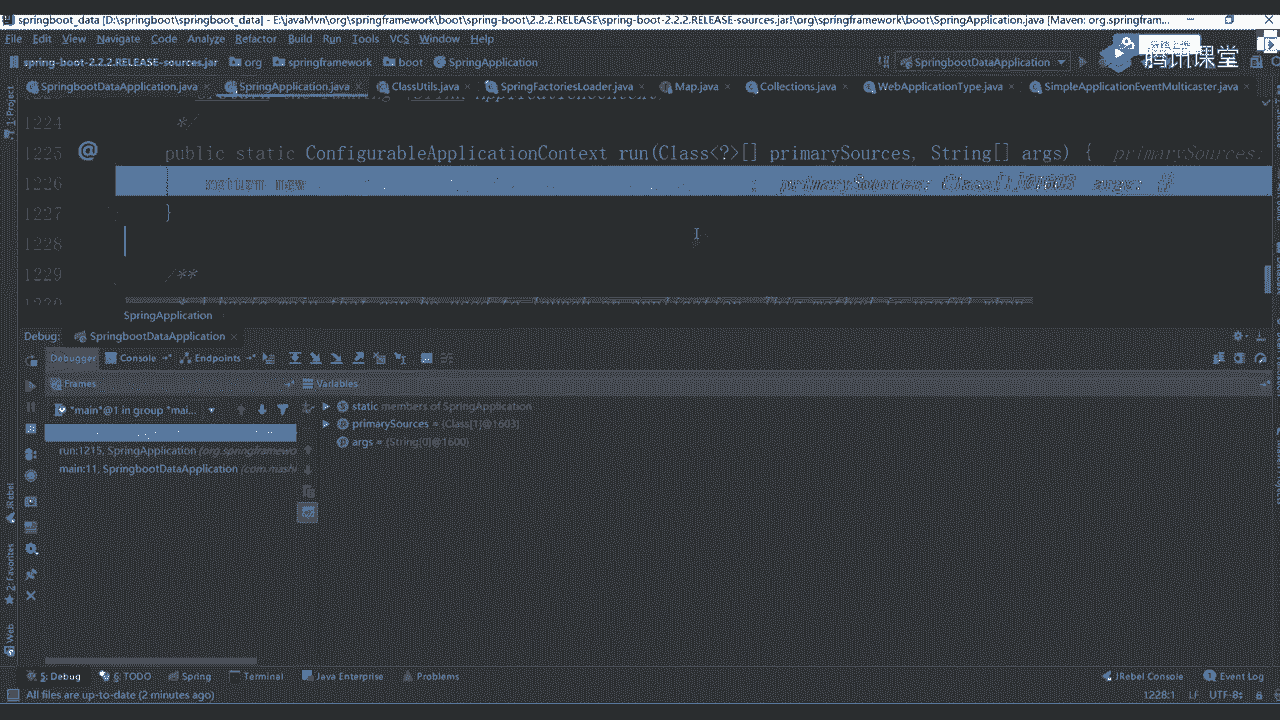 springboot_data [D:\springboot\springboot_data] - E:\javaMvn\org\springframework\boot\spring-boot\2.2.2.RELEASE\spring-boot-2.2.2.RELEASE-sources.jar!\org\springframework\boot\SpringApplication.java [Maven: org.springfram...
File Edit View Navigate Code Analyze Refactor Build Run Tools VCS Window Help
腾讯课堂
spring-boot-2.2.2.RELEASE-sources.jar org springframework boot SpringApplication
SpringbootDataApplication
SpringbootDataApplication.java SpringApplication.java ClassUtils.java SpringFactoriesLoader.java Map.java Collections.java WebApplicationType.java SimpleApplicationEventMulticaster.java
1224 */
1225 @ public static ConfigurableApplicationContext run(Class<?>[] primarySources, String[] args) { primarySources:
1226 return new primarySources: Class[1]@1603 args: {}
1227 }
1228
1229 /**
SpringApplication
Debug: SpringbootDataApplication
Debugger Console Endpoints
Frames Variables
"main"@1 in group "mai...
static members of SpringApplication
primarySources = {Class[1]@1603}
args = {String[0]@1600}
run:1215, SpringApplication (org.springframewo
main:11, SpringbootDataApplication (com.mash
1: Project
JRebel
2: Favorites
Web
5: Debug 6: TODO Spring Terminal Java Enterprise Problems JRebel Console Event Log
All files are up-to-date (2 minutes ago) 1228:1 LF UTF-8